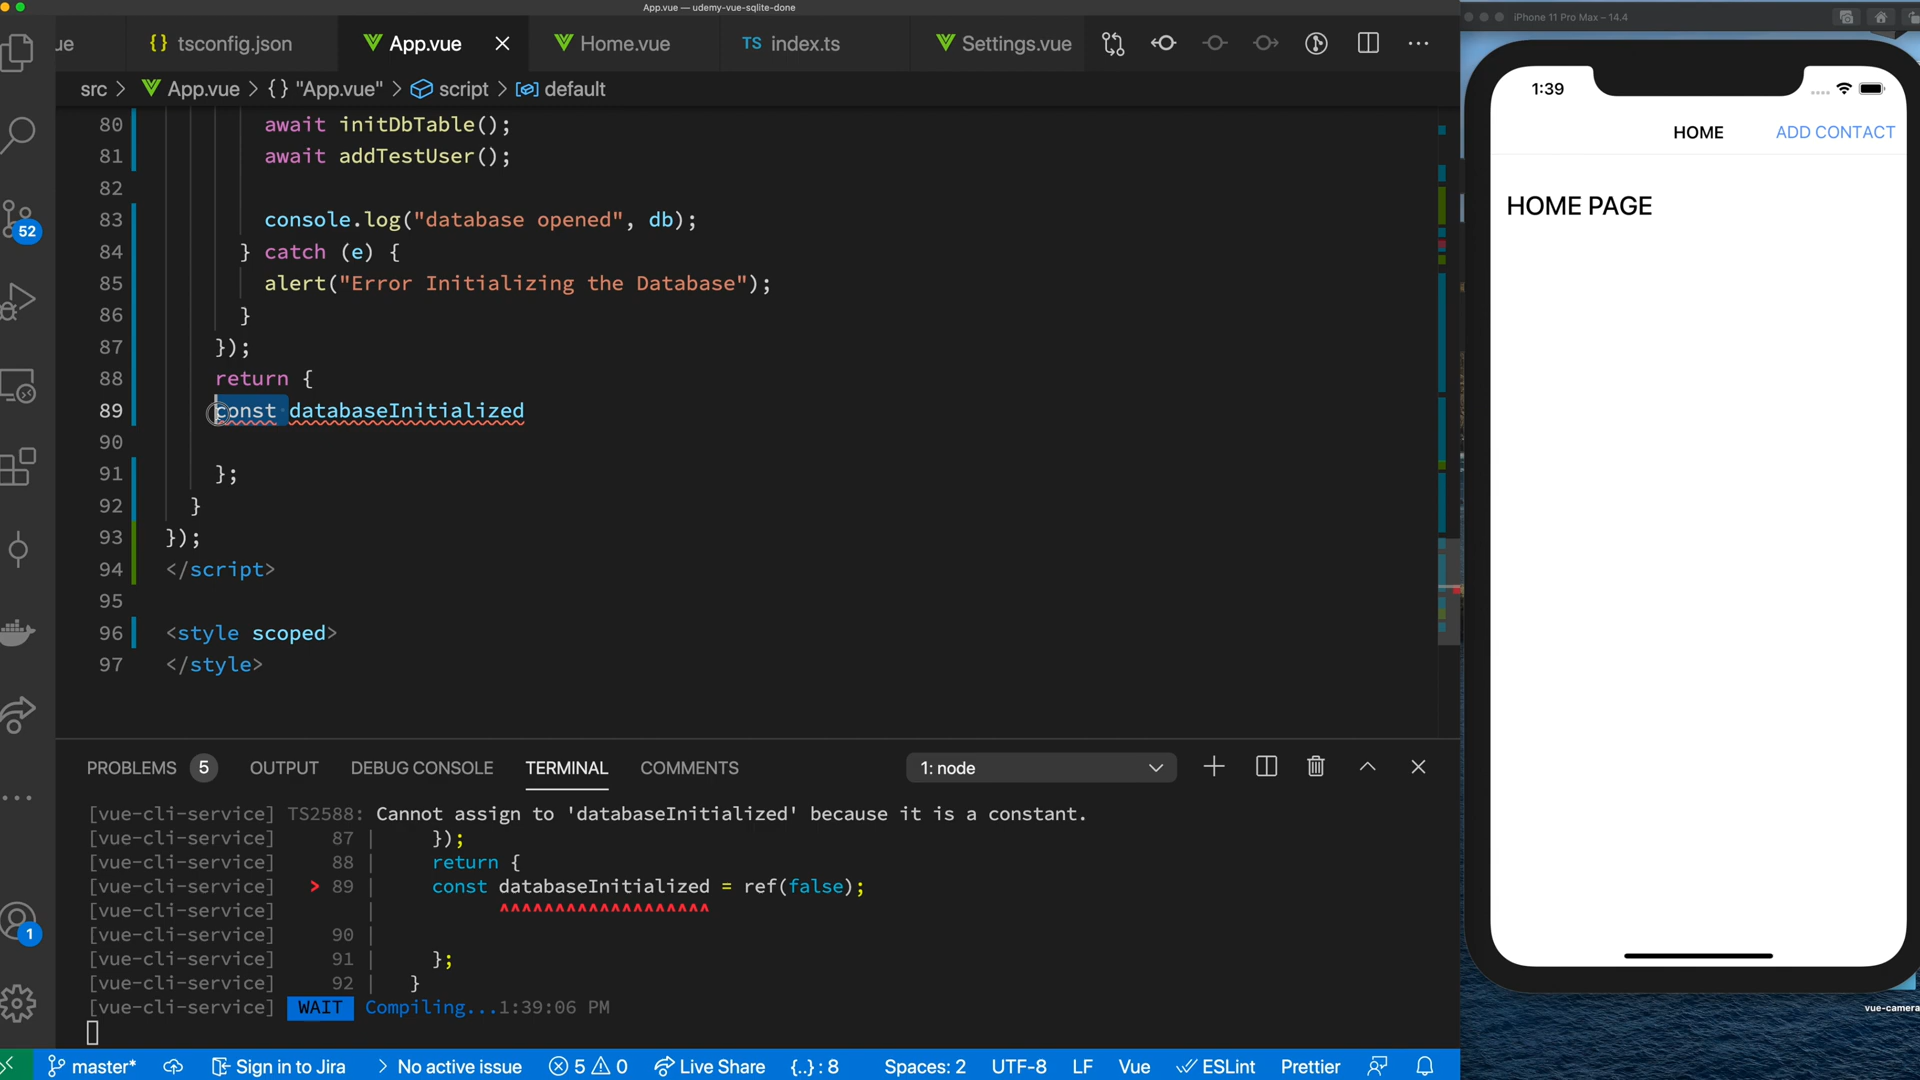 App.vue — udemy-vue-sqlite-done
iPhone 11 Pro Max – 14.4
ue
{} tsconfig.json
App.vue
Home.vue
TS index.ts
Settings.vue
src > App.vue > {} "App.vue" > script > default
80 await initDbTable();
81 await addTestUser();
82
83 console.log("database opened", db);
84 } catch (e) {
85 alert("Error Initializing the Database");
86 }
87 });
88 return {
89 const databaseInitialized
90
91 };
92 }
93 });
94 </script>
95
96 <style scoped>
97 </style>
52
1
1:39
HOME
ADD CONTACT
HOME PAGE
PROBLEMS 5 OUTPUT DEBUG CONSOLE TERMINAL COMMENTS 1: node
[vue-cli-service] TS2588: Cannot assign to 'databaseInitialized' because it is a constant.
[vue-cli-service] 87 | });
[vue-cli-service] 88 | return {
[vue-cli-service] > 89 | const databaseInitialized = ref(false);
[vue-cli-service] | ^^^^^^^^^^^^^^^^^^^
[vue-cli-service] 90 |
[vue-cli-service] 91 | };
[vue-cli-service] 92 | }
[vue-cli-service] WAIT Compiling...1:39:06 PM
vue-camera
master* Sign in to Jira > No active issue 5 0 Live Share {..} : 8 Spaces: 2 UTF-8 LF Vue ESLint Prettier